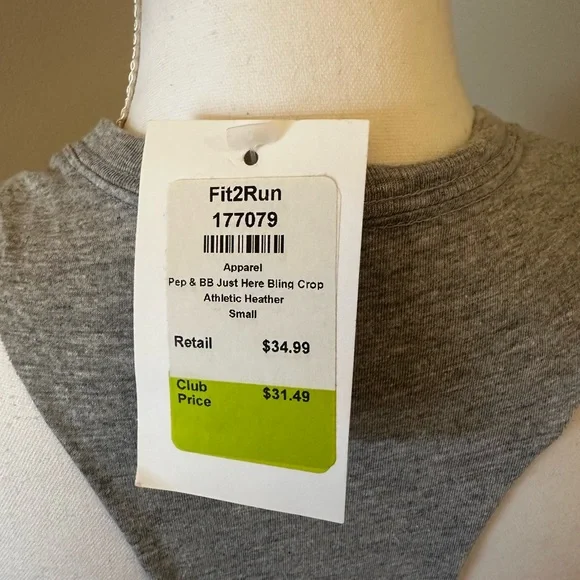 Fit2Run
177079
Apparel
Pep & BB Just Here Bling Crop
Athletic Heather
Small
Retail $34.99
Club Price $31.49